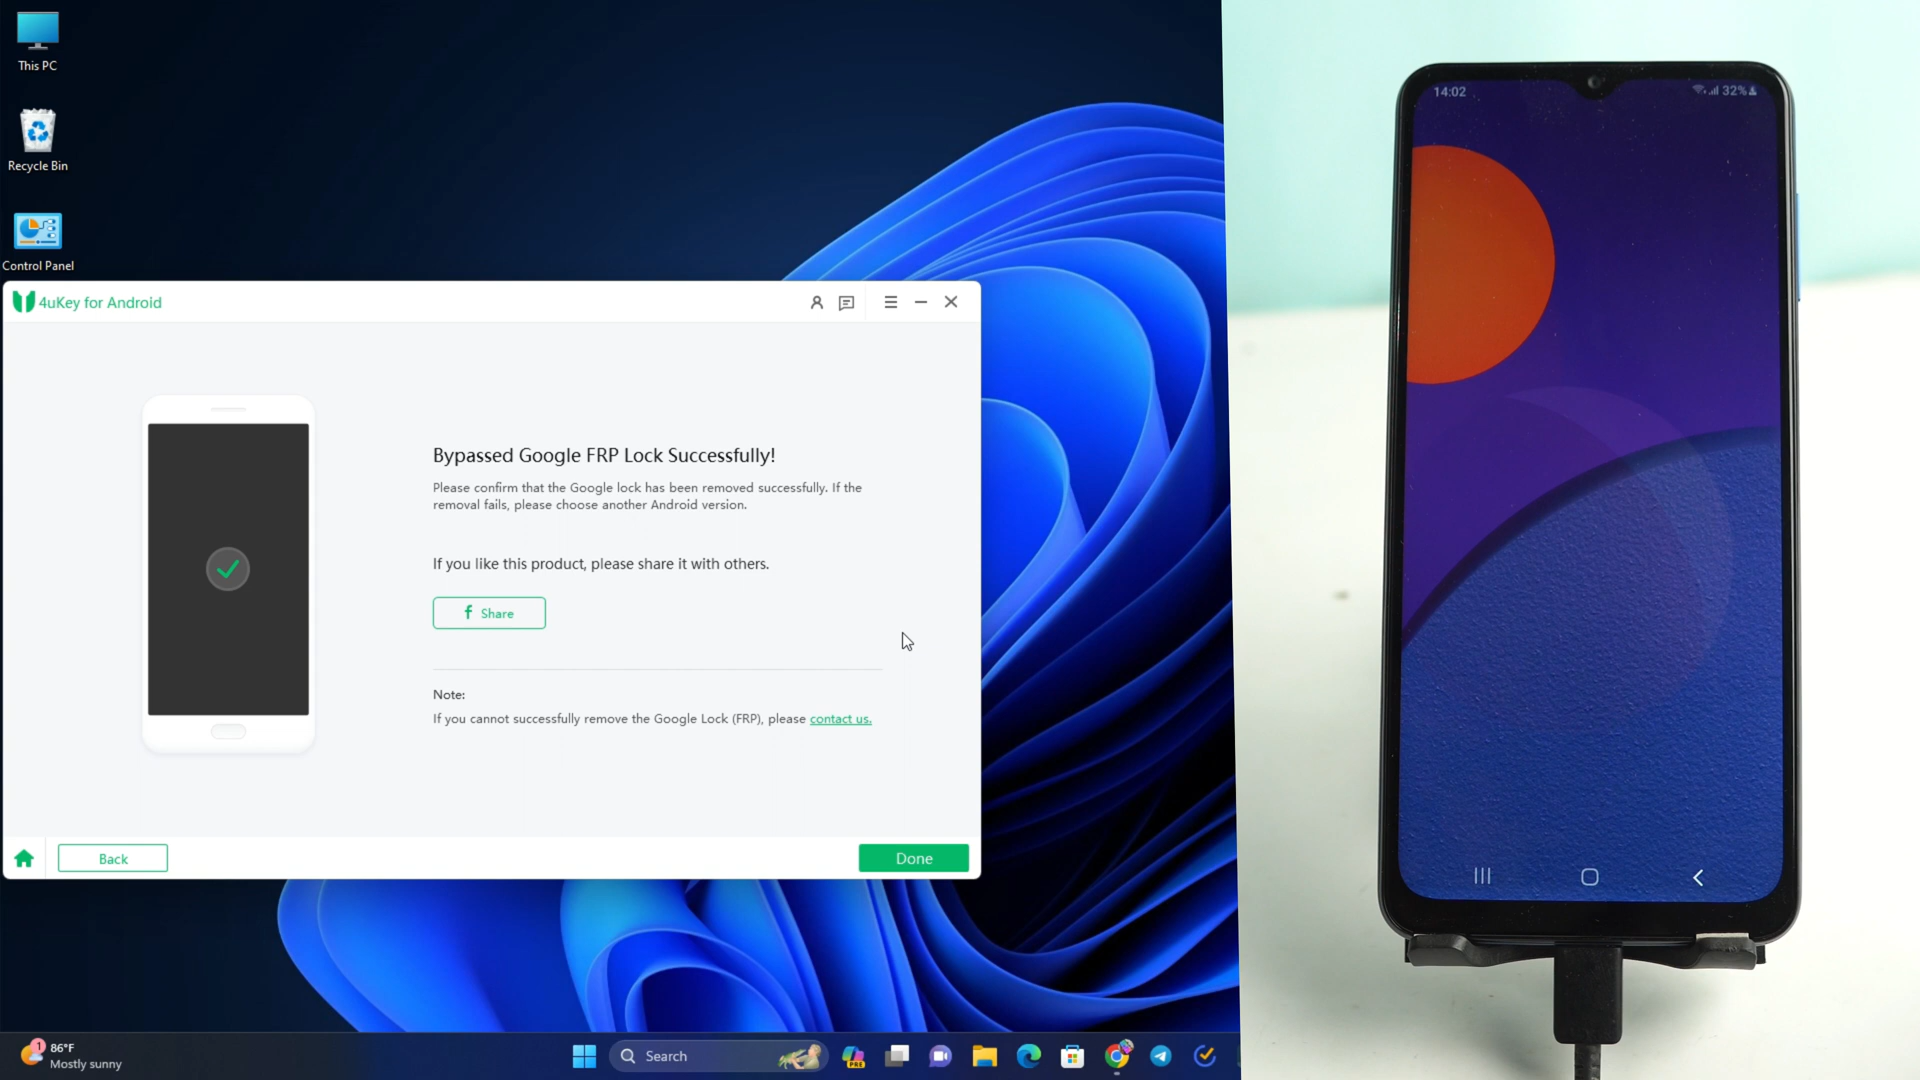 This PC
Recycle Bin
Control Panel
4uKey for Android
Bypassed Google FRP Lock Successfully!
Please confirm that the Google lock has been removed successfully. If the
removal fails, please choose another Android version.
If you like this product, please share it with others.
f Share
Note:
If you cannot successfully remove the Google Lock (FRP), please contact us.
Back
Done
1
86°F
Mostly sunny
Search
PRE
14:02
32%